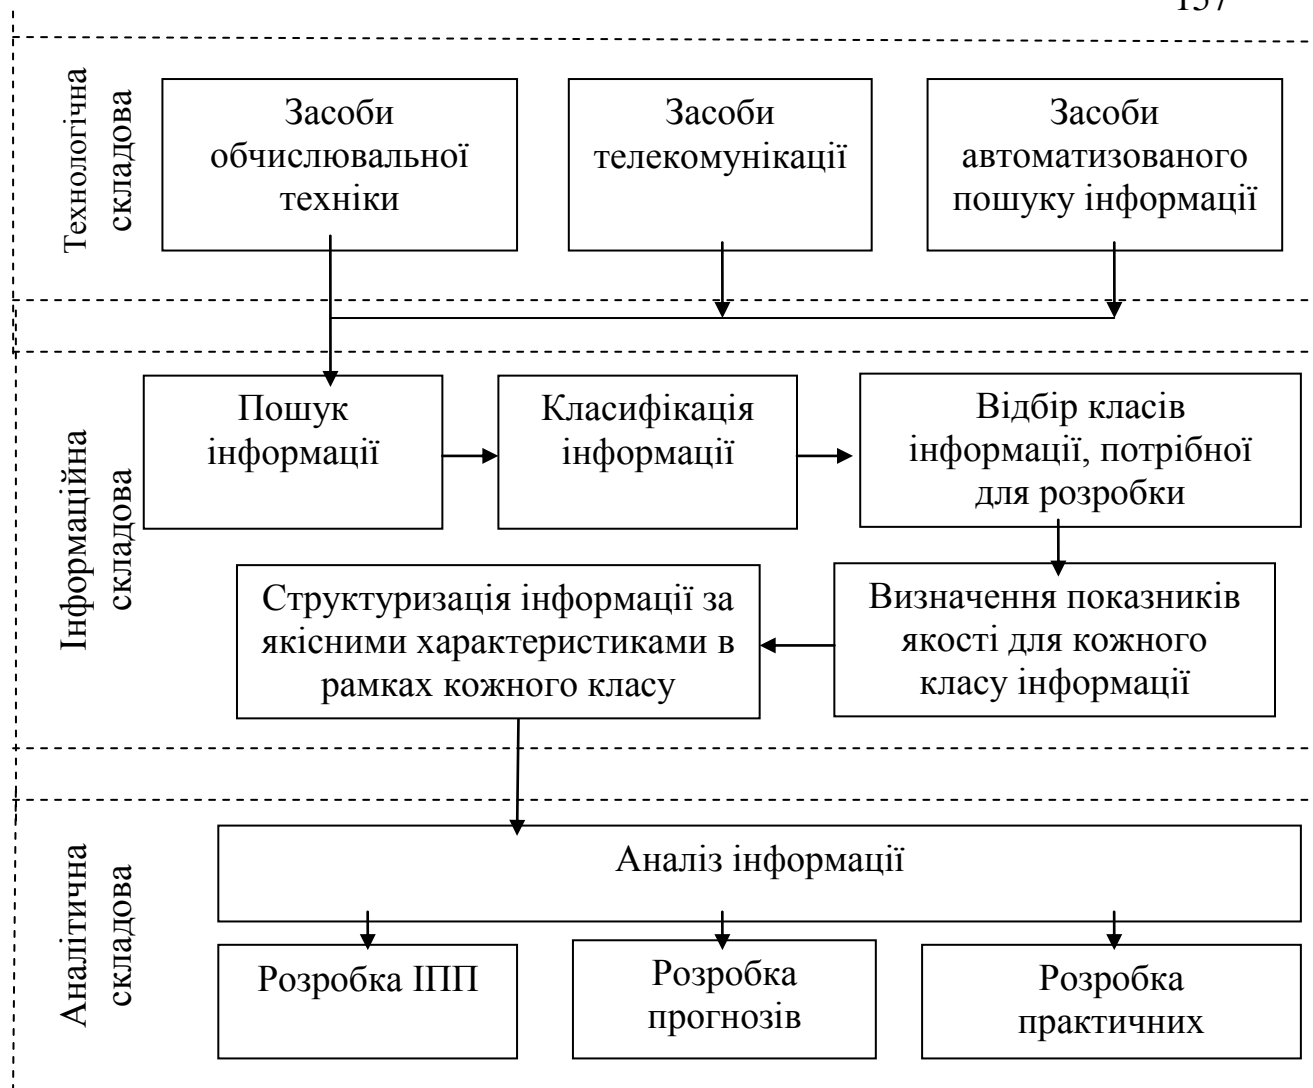 157
Технологічна
складова
Засоби
обчислювальної
техніки
Засоби
телекомунікації
Засоби
автоматизованого
пошуку інформації
Інформаційна
складова
Пошук
інформації
Класифікація
інформації
Відбір класів
інформації, потрібної
для розробки
Структуризація інформації за
якісними характеристиками в
рамках кожного класу
Визначення показників
якості для кожного
класу інформації
Аналітична
складова
Аналіз інформації
Розробка ІПП
Розробка
прогнозів
Розробка
практичних